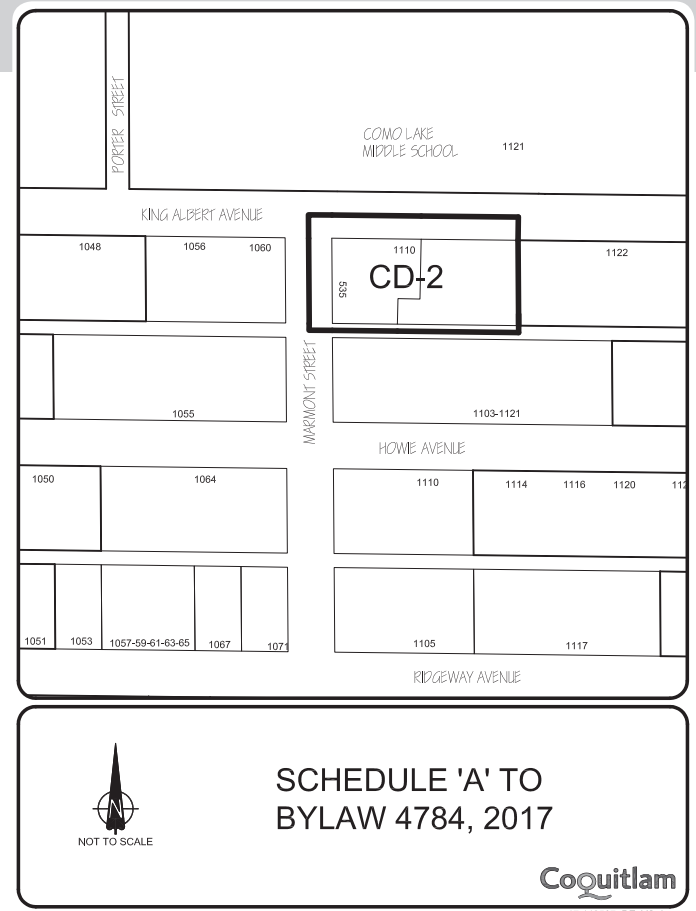 PORTER STREET
COMO LAKE
MIDDLE SCHOOL
1121
KING ALBERT AVENUE
1048
1056
1060
1110
1122
CD-2
535
MARMONT STREET
1055
1103-1121
HOWIE AVENUE
1050
1064
1110
1114
1116
1120
112
1051
1053
1057-59-61-63-65
1067
1071
1105
1117
RIDGEWAY AVENUE
N
NOT TO SCALE
SCHEDULE 'A' TO
BYLAW 4784, 2017
Coquitlam